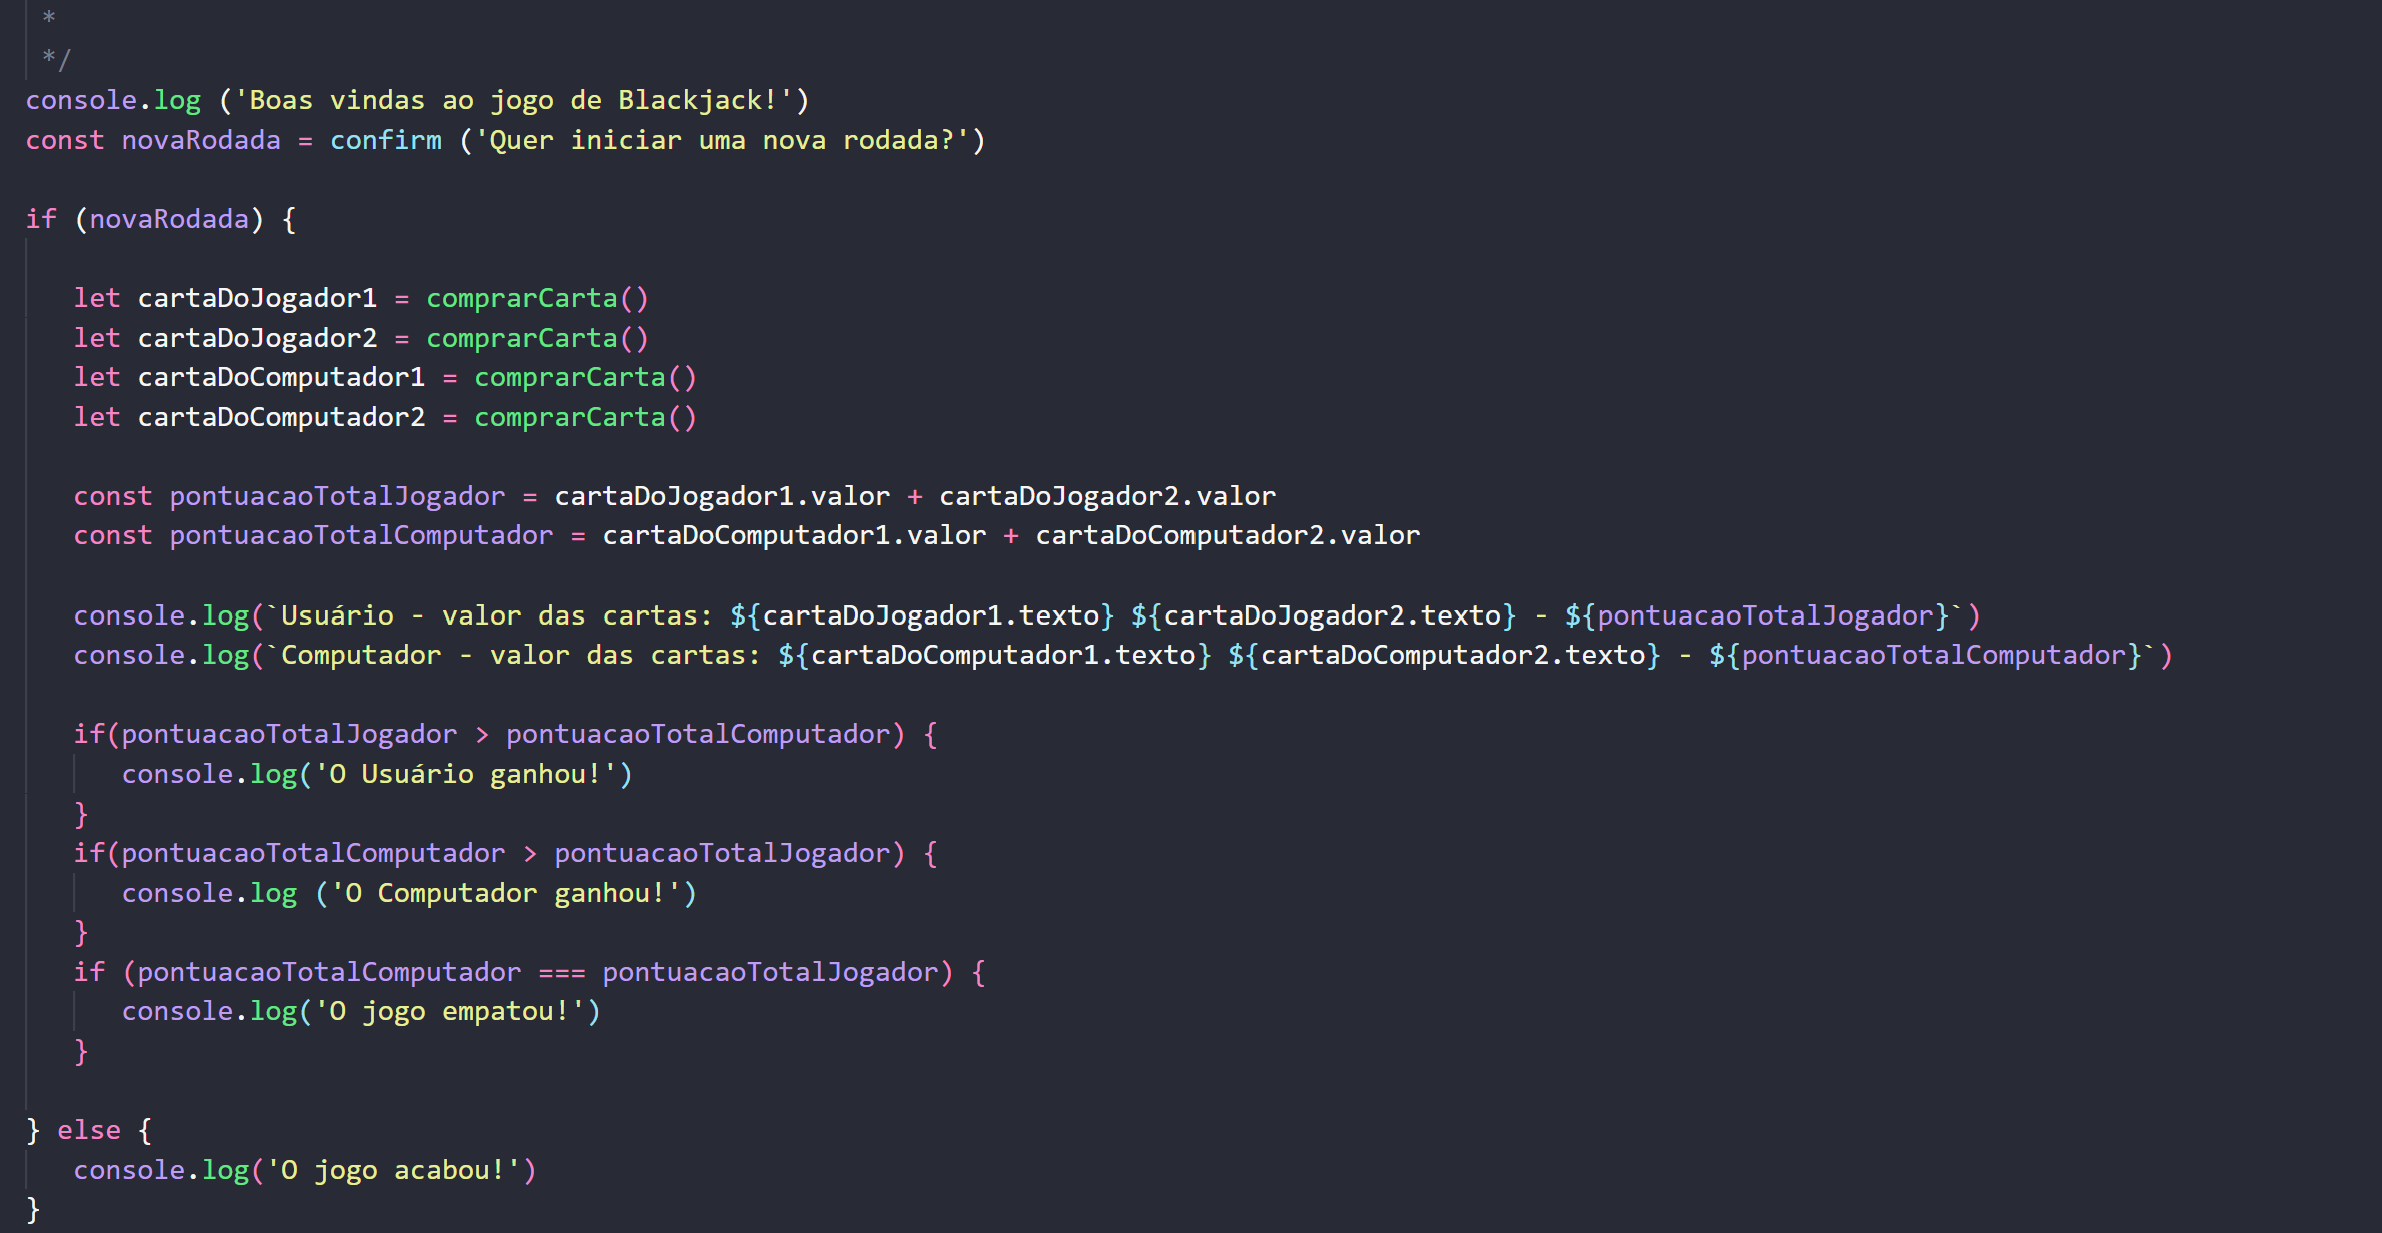 *
*/
console.log ('Boas vindas ao jogo de Blackjack!')
const novaRodada = confirm ('Quer iniciar uma nova rodada?')
if (novaRodada) {
let cartaDoJogador1 = comprarCarta()
let cartaDoJogador2 = comprarCarta()
let cartaDoComputador1 = comprarCarta()
let cartaDoComputador2 = comprarCarta()
const pontuacaoTotalJogador = cartaDoJogador1.valor + cartaDoJogador2.valor
const pontuacaoTotalComputador = cartaDoComputador1.valor + cartaDoComputador2.valor
console.log(`Usuário - valor das cartas: ${cartaDoJogador1.texto} ${cartaDoJogador2.texto} - ${pontuacaoTotalJogador}`)
console.log(`Computador - valor das cartas: ${cartaDoComputador1.texto} ${cartaDoComputador2.texto} - ${pontuacaoTotalComputador}`)
if(pontuacaoTotalJogador > pontuacaoTotalComputador) {
console.log('O Usuário ganhou!')
}
if(pontuacaoTotalComputador > pontuacaoTotalJogador) {
console.log ('O Computador ganhou!')
}
if (pontuacaoTotalComputador === pontuacaoTotalJogador) {
console.log('O jogo empatou!')
}
} else {
console.log('O jogo acabou!')
}